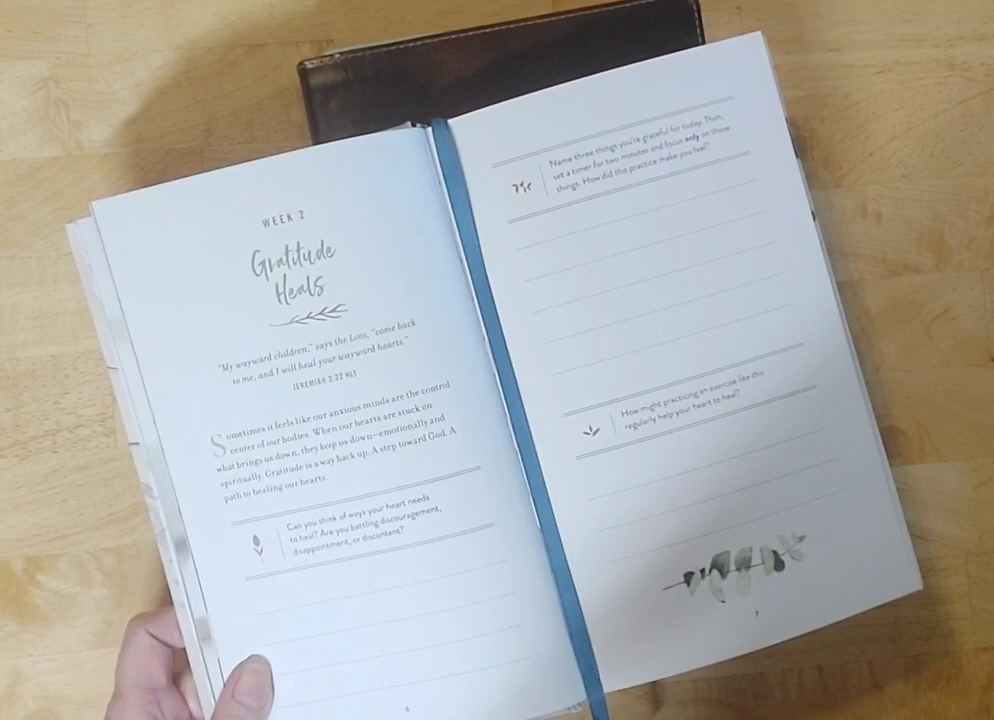 WEEK 2
Gratitude
Heals
"My wayward children," says the LORD, "come back
to me, and I will heal your wayward hearts."
JEREMIAH 3:22 NLT
Sometimes it feels like our anxious minds are the control
center of our bodies. When our hearts are stuck on
what brings us down, they keep us down—emotionally and
spiritually. Gratitude is a way back up. A step toward God. A
path to healing our hearts.
Can you think of ways your heart needs
to heal? Are you battling discouragement,
disappointment, or discontent?
6
Name three things you're grateful for today. Then,
set a timer for two minutes and focus only on those
things. How did this practice make you feel?
How might practicing an exercise like this
regularly help your heart to heal?
7